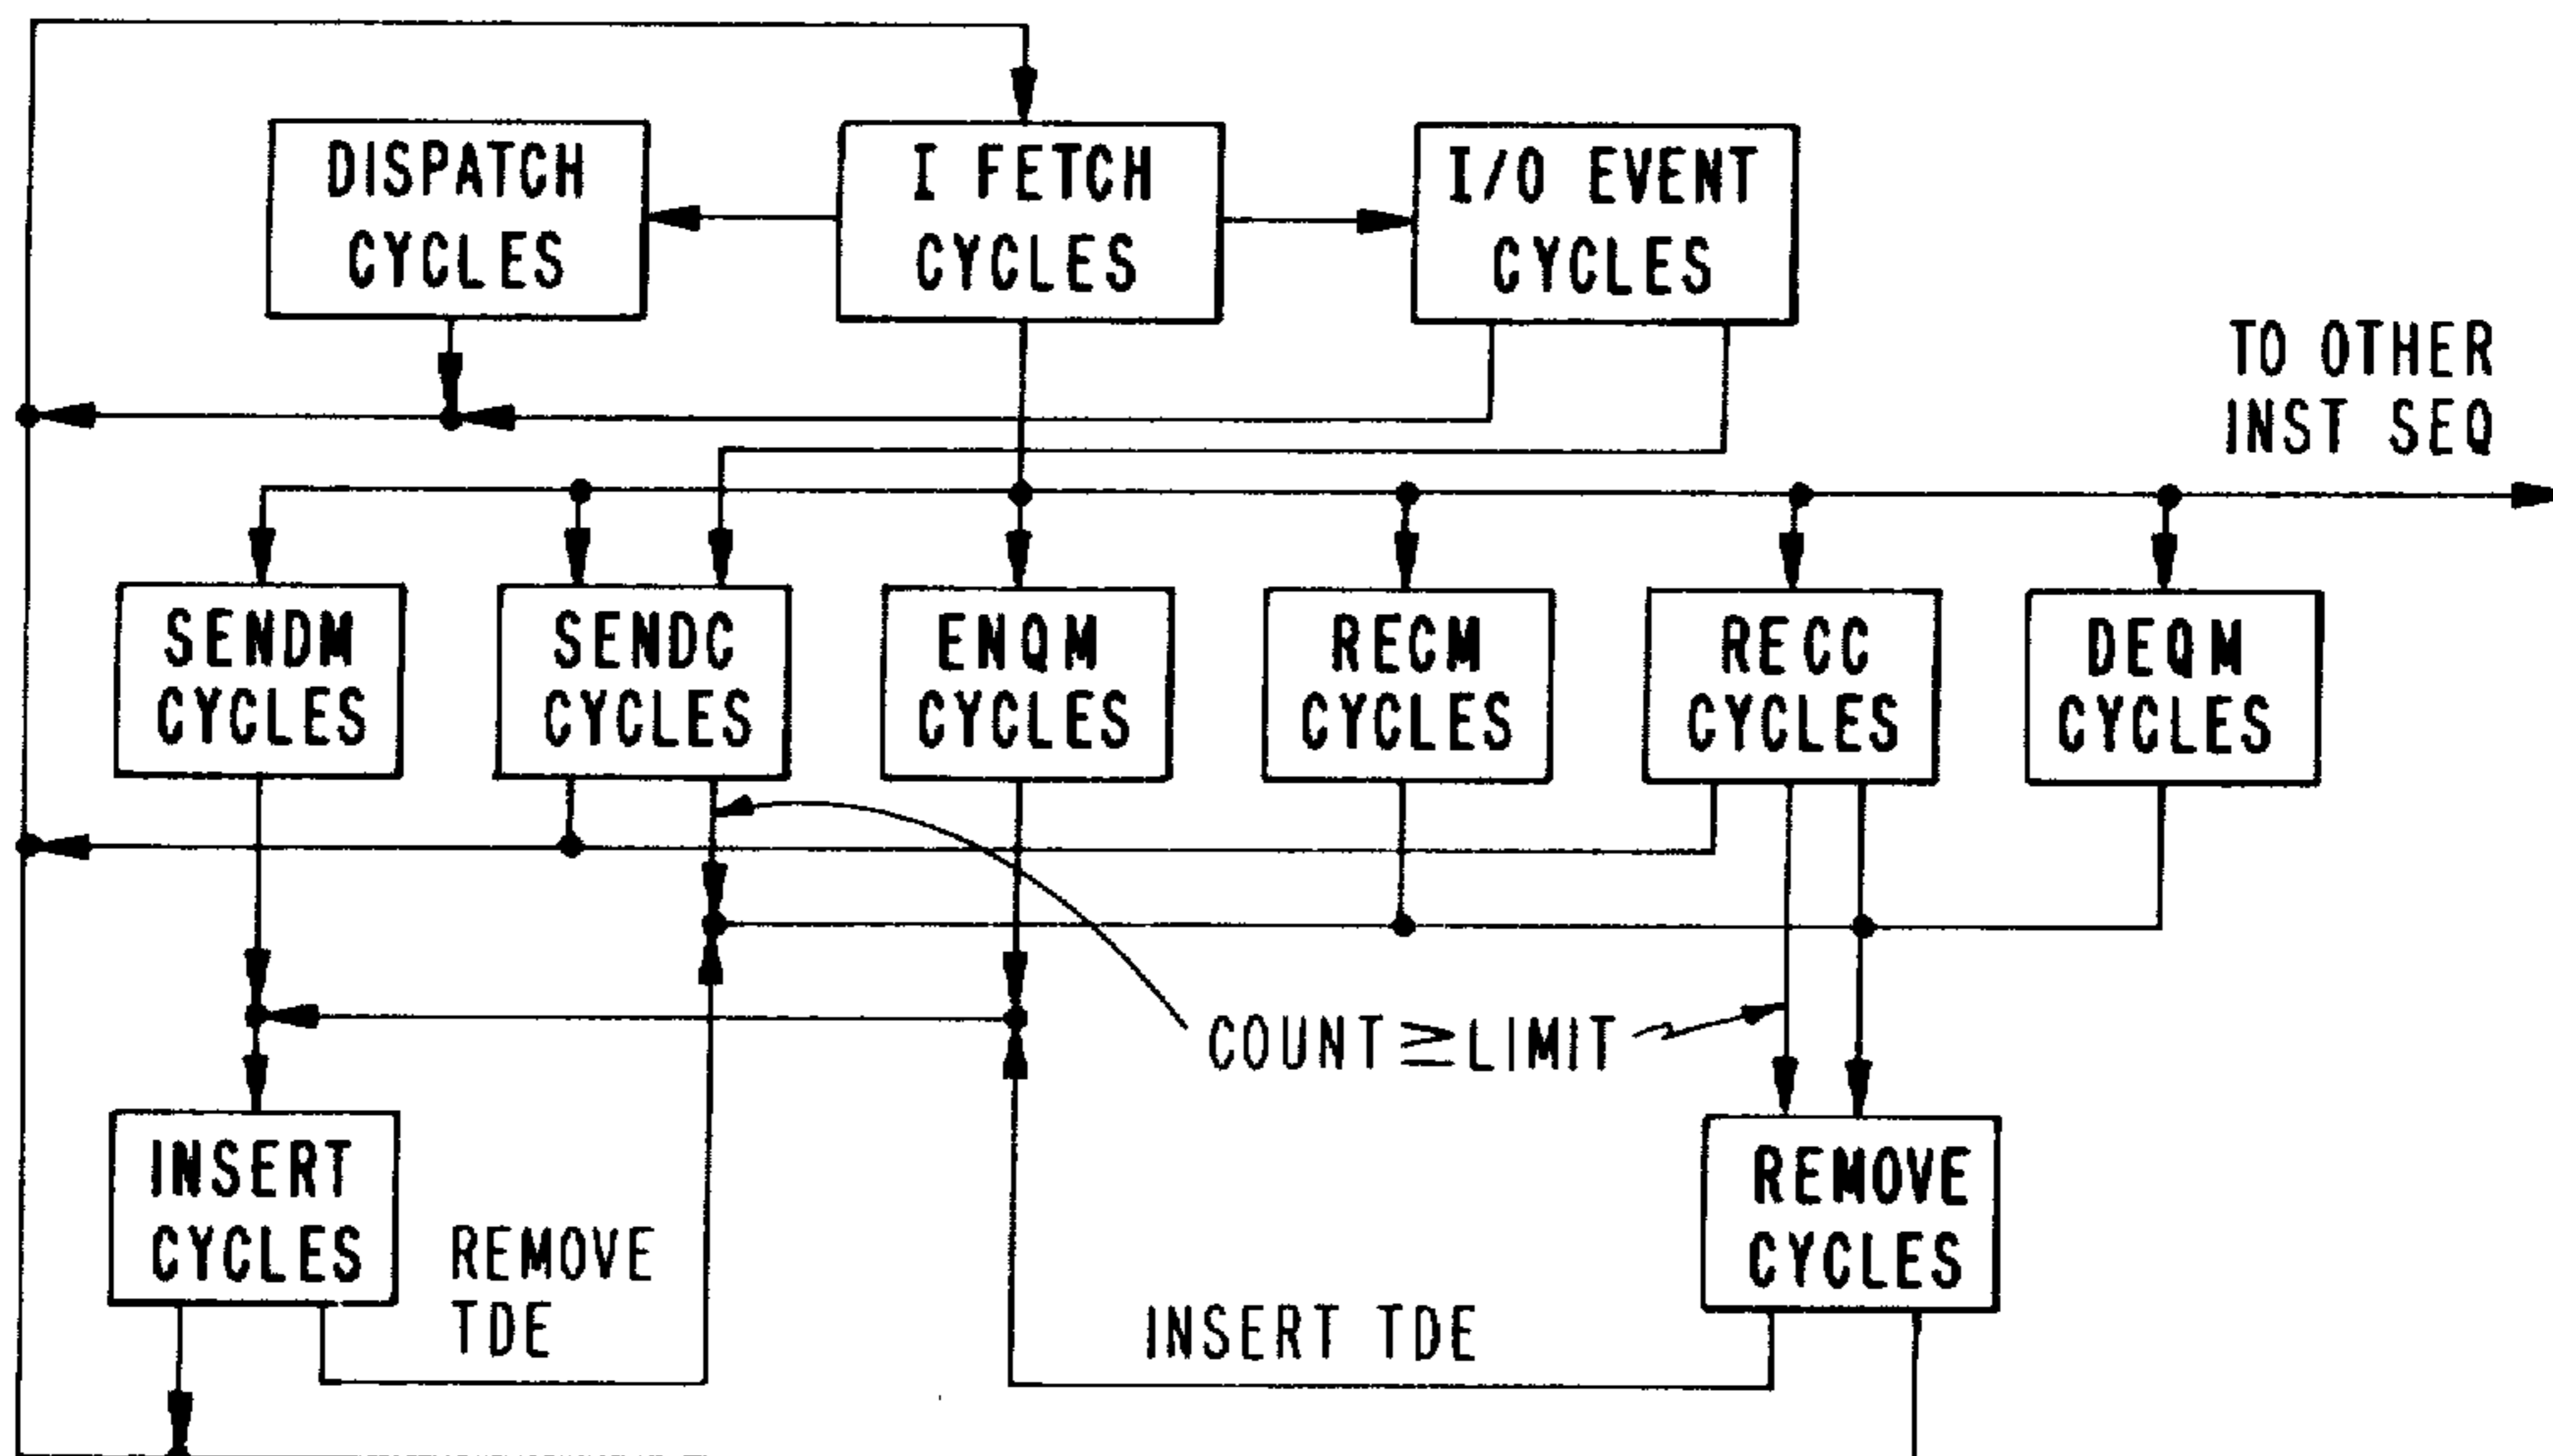 DISPATCH
CYCLES
I FETCH
CYCLES
I/O EVENT
CYCLES
TO OTHER
INST SEQ
SENDM
CYCLES
SENDC
CYCLES
ENQM
CYCLES
RECM
CYCLES
RECC
CYCLES
DEQM
CYCLES
COUNT ≧ LIMIT
INSERT
CYCLES
REMOVE
TDE
INSERT TDE
REMOVE
CYCLES